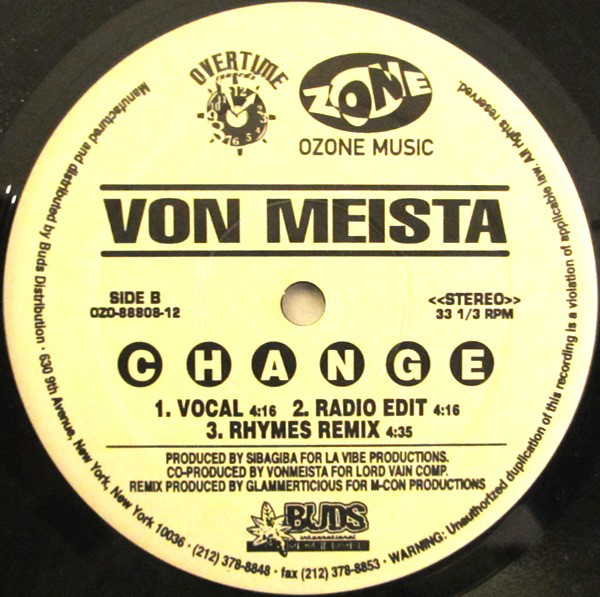 OVERTIME
12
ZONE
OZONE MUSIC
VON MEISTA
SIDE B
OZO-88808-12
<<STEREO>>
33 1/3 RPM
CHANGE
1. VOCAL 4:16 2. RADIO EDIT 4:16
3. RHYMES REMIX 4:35
PRODUCED BY SIBAGIBA FOR LA VIBE PRODUCTIONS.
CO-PRODUCED BY VONMEISTA FOR LORD VAIN COMP.
REMIX PRODUCED BY GLAMMERTICIOUS FOR M-CON PRODUCTIONS
BUDS
international
Manufactured and distributed by Buds Distribution · 630 9th Avenue, New York, New York 10036 · (212) 378-8848 · fax (212) 378-8853 · WARNING: Unauthorized duplication of this recording is a violation of applicable law. All rights reserved.